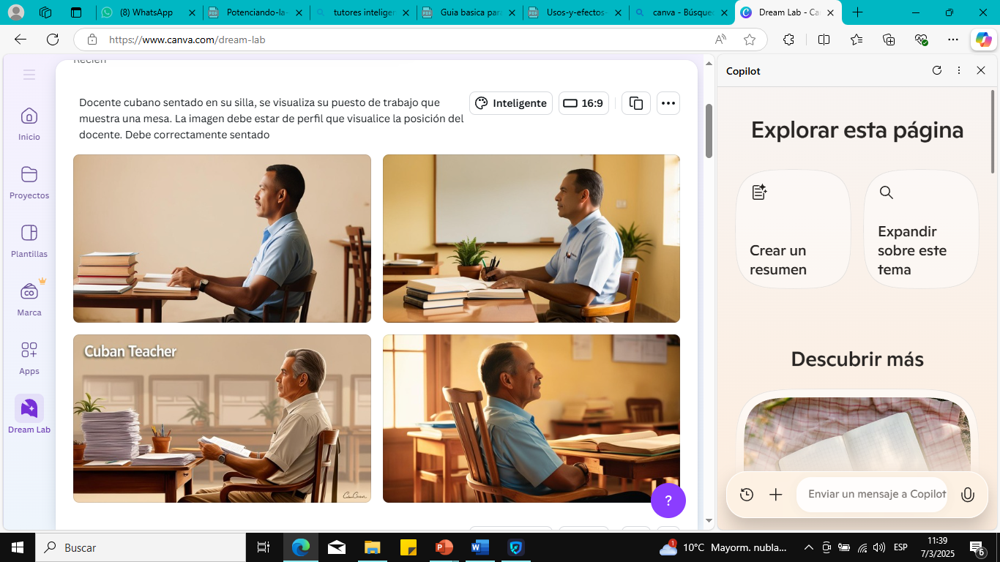 (8) WhatsApp
Potenciando-la-
tutores inteligen
Guia basica par
Usos-y-efectos-
canva - Búsque
Dream Lab - Ca
https://www.canva.com/dream-lab
Recien
Inicio
Proyectos
Plantillas
Marca
Apps
Dream Lab
Docente cubano sentado en su silla, se visualiza su puesto de trabajo que
muestra una mesa. La imagen debe estar de perfil que visualice la posición del
docente. Debe correctamente sentado
Inteligente
16:9
Cuban Teacher
?
Copilot
Explorar esta página
Crear un
resumen
Expandir
sobre este
tema
Descubrir más
Enviar un mensaje a Copilot
Buscar
1
10°C Mayorm. nubla...
ESP
11:39
7/3/2025
6